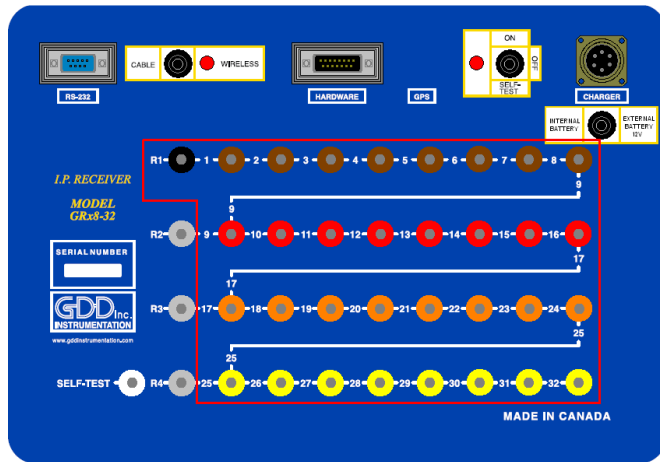 ON
OFF
SELF-
TEST
CABLE
WIRELESS
RS-232
HARDWARE
GPS
CHARGER
INTERNAL
BATTERY
EXTERNAL
BATTERY
12V
R1 1 2 3 4 5 6 7 8
9
I.P. RECEIVER
MODEL
GRx8-32
9
R2 9 10 11 12 13 14 15 16
17
SERIAL NUMBER
17
R3 17 18 19 20 21 22 23 24
GDD inc.
INSTRUMENTATION
www.gddinstrumentation.com
25
25
SELF-TEST R4 25 26 27 28 29 30 31 32
MADE IN CANADA